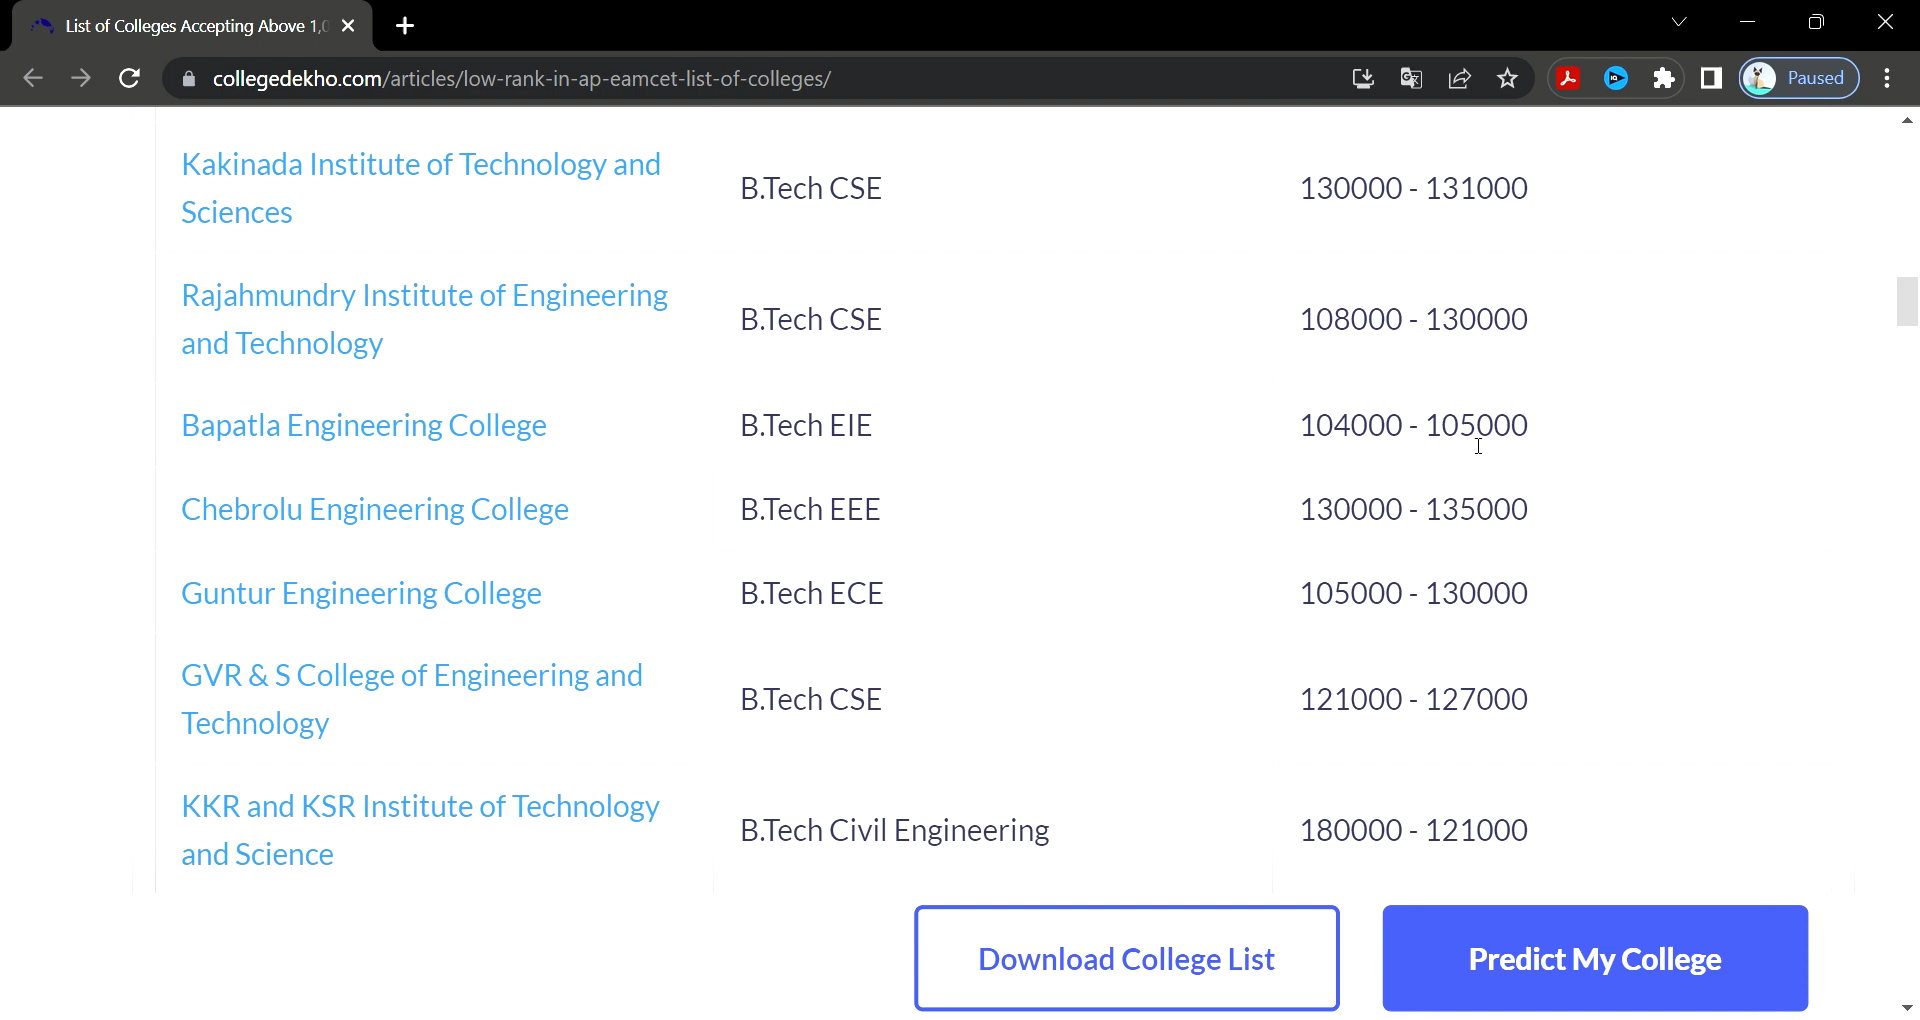 List of Colleges Accepting Above 1,0
collegedekho.com/articles/low-rank-in-ap-eamcet-list-of-colleges/
Paused
Kakinada Institute of Technology and
Sciences
B.Tech CSE
130000 - 131000
Rajahmundry Institute of Engineering
and Technology
B.Tech CSE
108000 - 130000
Bapatla Engineering College
B.Tech EIE
104000 - 105000
Chebrolu Engineering College
B.Tech EEE
130000 - 135000
Guntur Engineering College
B.Tech ECE
105000 - 130000
GVR & S College of Engineering and
Technology
B.Tech CSE
121000 - 127000
KKR and KSR Institute of Technology
and Science
B.Tech Civil Engineering
180000 - 121000
Download College List
Predict My College